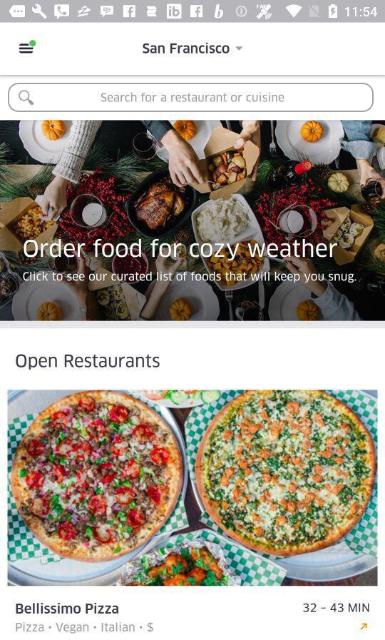 11:54
San Francisco
Search for a restaurant or cuisine
Order food for cozy weather
Click to see our curated list of foods that will keep you snug.
Open Restaurants
Bellissimo Pizza
32 - 43 MIN
Pizza • Vegan • Italian • $